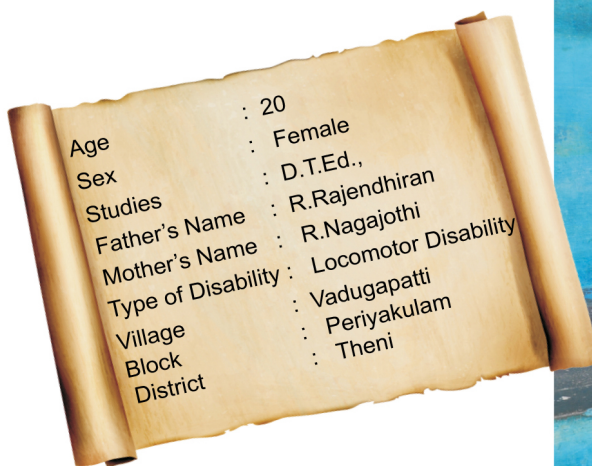 Age : 20
Sex : Female
Studies : D.T.Ed.,
Father's Name : R.Rajendhiran
Mother's Name : R.Nagajothi
Type of Disability : Locomotor Disability
Village : Vadugapatti
Block : Periyakulam
District : Theni